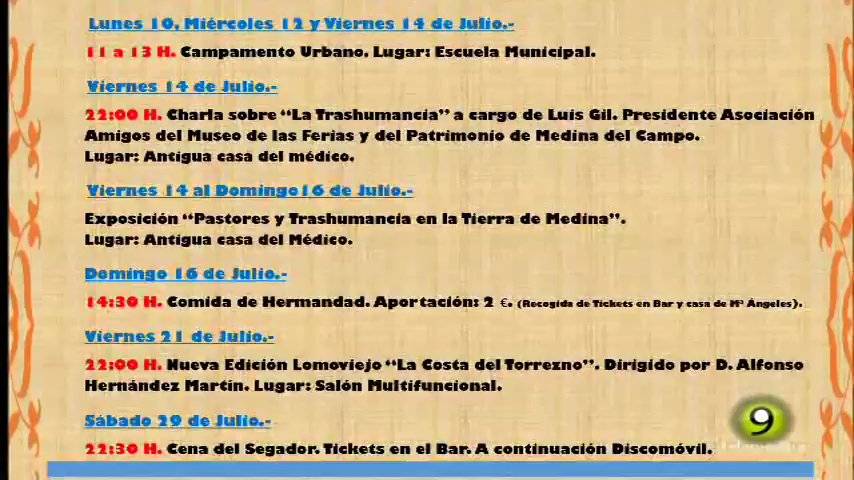 Lunes 10, Miércoles 12 y Viernes 14 de Julio.-
11 a 13 H. Campamento Urbano. Lugar: Escuela Municipal.
Viernes 14 de Julio.-
22:00 H. Charla sobre “La Trashumancia” a cargo de Luis Gil. Presidente Asociación
Amigos del Museo de las Ferias y del Patrimonio de Medina del Campo.
Lugar: Antigua casa del médico.
Viernes 14 al Domingo 16 de Julio.-
Exposición “Pastores y Trashumancia en la Tierra de Medina”.
Lugar: Antigua casa del Médico.
Domingo 16 de Julio.-
14:30 H. Comida de Hermandad. Aportación: 2 €. (Recogida de Tickets en Bar y casa de Mª Ángeles).
Viernes 21 de Julio.-
22:00 H. Nueva Edición Lomoviejo “La Costa del Torrezno”. Dirigido por D. Alfonso
Hernández Martín. Lugar: Salón Multifuncional.
Sábado 29 de Julio.-
9
22:30 H. Cena del Segador. Tickets en el Bar. A continuación Discomóvil.